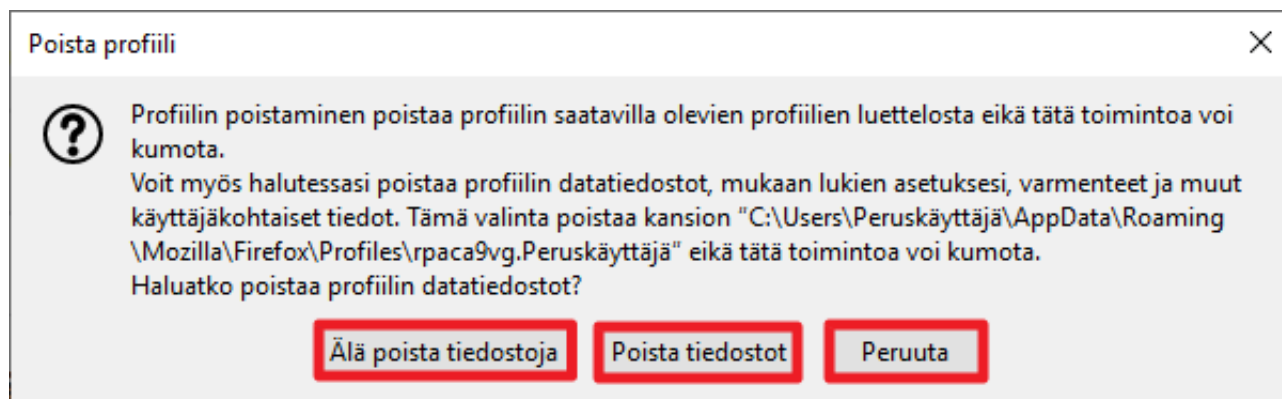 Poista profiili
Profiilin poistaminen poistaa profiilin saatavilla olevien profiilien luettelosta eikä tätä toimintoa voi
kumota.
Voit myös halutessasi poistaa profiilin datatiedostot, mukaan lukien asetuksesi, varmenteet ja muut
käyttäjäkohtaiset tiedot. Tämä valinta poistaa kansion "C:\Users\Peruskäyttäjä\AppData\Roaming
\Mozilla\Firefox\Profiles\rpaca9vg.Peruskäyttäjä" eikä tätä toimintoa voi kumota.
Haluatko poistaa profiilin datatiedostot?
Älä poista tiedostoja Poista tiedostot Peruuta